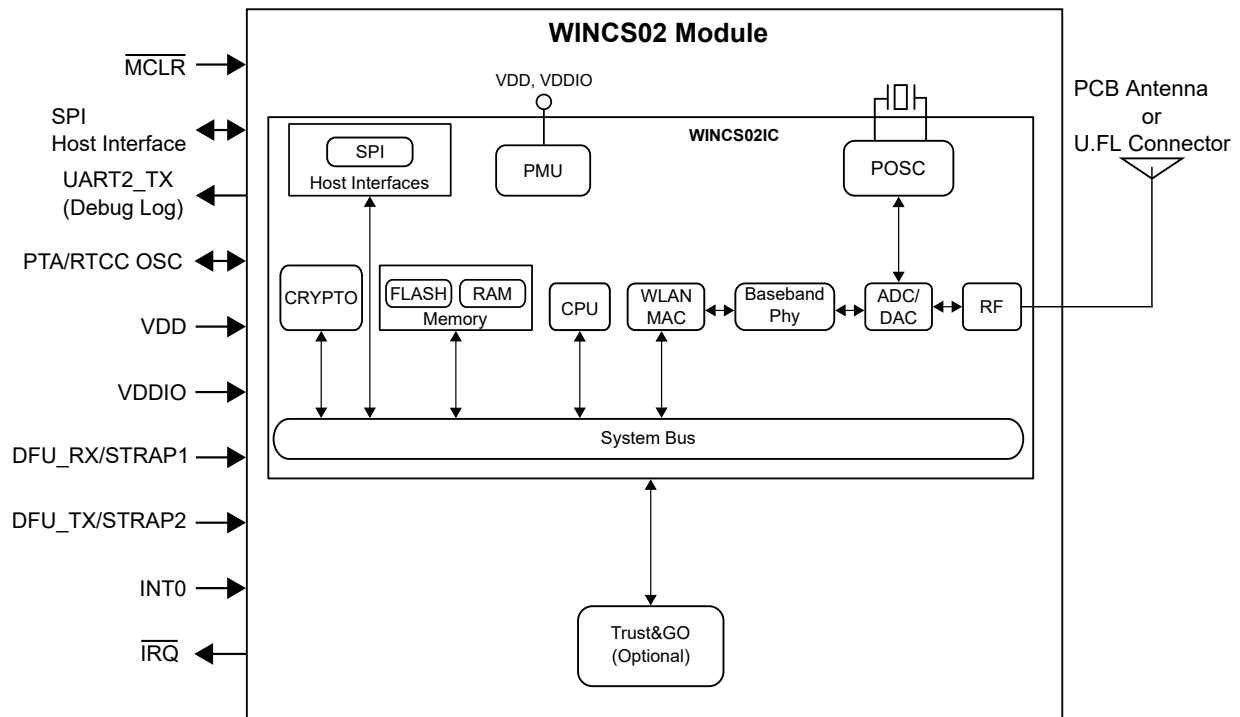 WINCS02 Module
MCLR
SPI
Host Interface
UART2_TX
(Debug Log)
PTA/RTCC OSC
VDD
VDDIO
DFU_RX/STRAP1
DFU_TX/STRAP2
INT0
IRQ
VDD, VDDIO
WINCS02IC
SPI
Host Interfaces
PMU
POSC
PCB Antenna
or
U.FL Connector
CRYPTO
FLASH
RAM
Memory
CPU
WLAN
MAC
Baseband
Phy
ADC/
DAC
RF
System Bus
Trust&GO
(Optional)